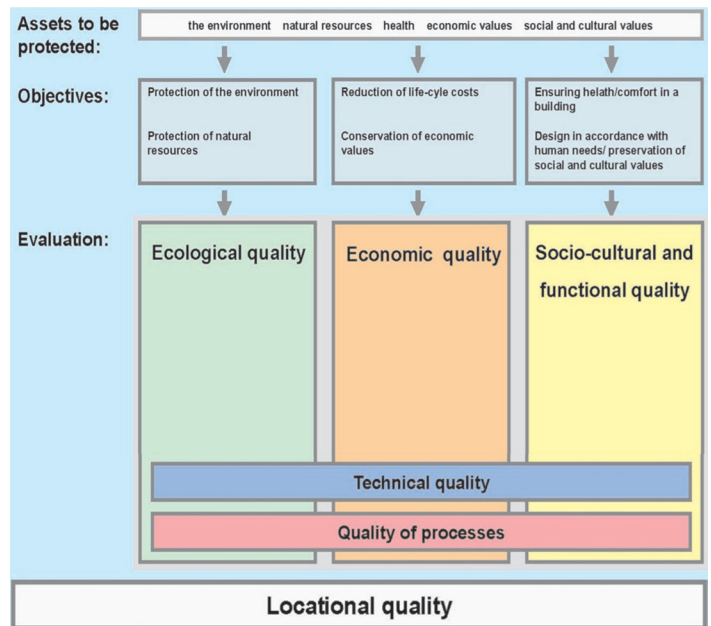 Assets to be
protected:
the environment natural resources health economic values social and cultural values
Objectives:
Protection of the environment
Protection of natural
resources
Reduction of life-cyle costs
Conservation of economic
values
Ensuring helath/comfort in a
building
Design in accordance with
human needs/ preservation of
social and cultural values
Evaluation:
Ecological quality
Economic quality
Socio-cultural and
functional quality
Technical quality
Quality of processes
Locational quality